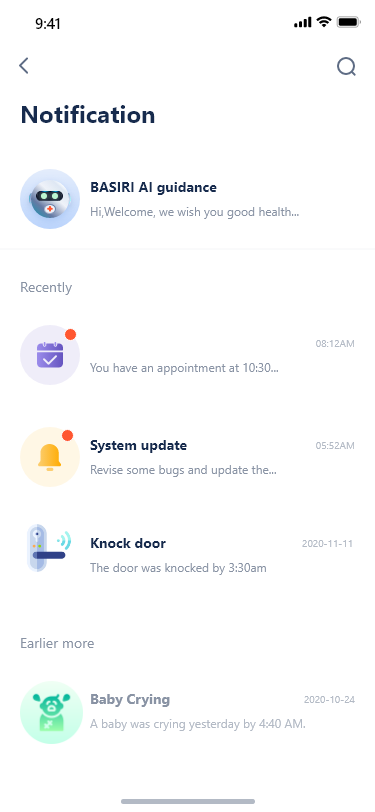 9:41
Notification
BASIRI AI guidance
Hi,Welcome, we wish you good health...
Recently
08:12AM
You have an appointment at 10:30...
System update
05:52AM
Revise some bugs and update the...
Knock door
2020-11-11
The door was knocked by 3:30am
Earlier more
Baby Crying
2020-10-24
A baby was crying yesterday by 4:40 AM.